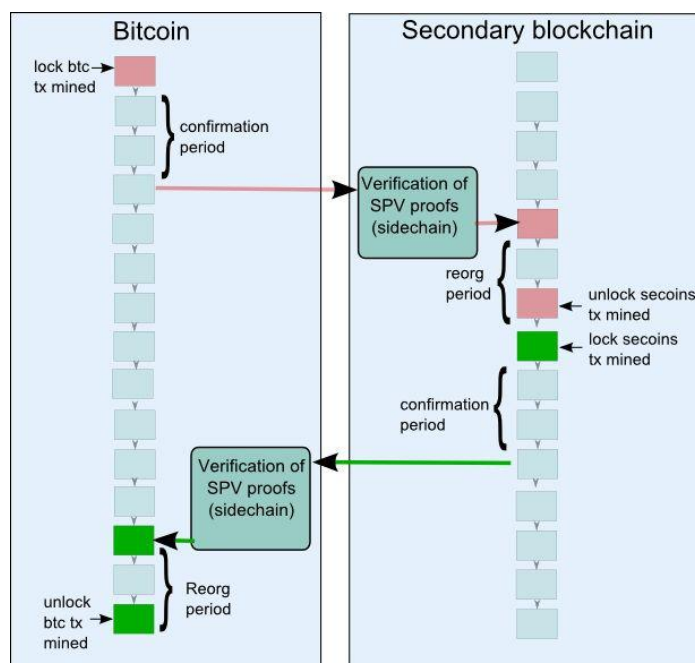 Bitcoin
lock btc
tx mined
confirmation
period
Verification of
SPV proofs
(sidechain)
Reorg
period
unlock
btc tx
mined
Secondary blockchain
Verification of
SPV proofs
(sidechain)
reorg
period
unlock secoins
tx mined
lock secoins
tx mined
confirmation
period